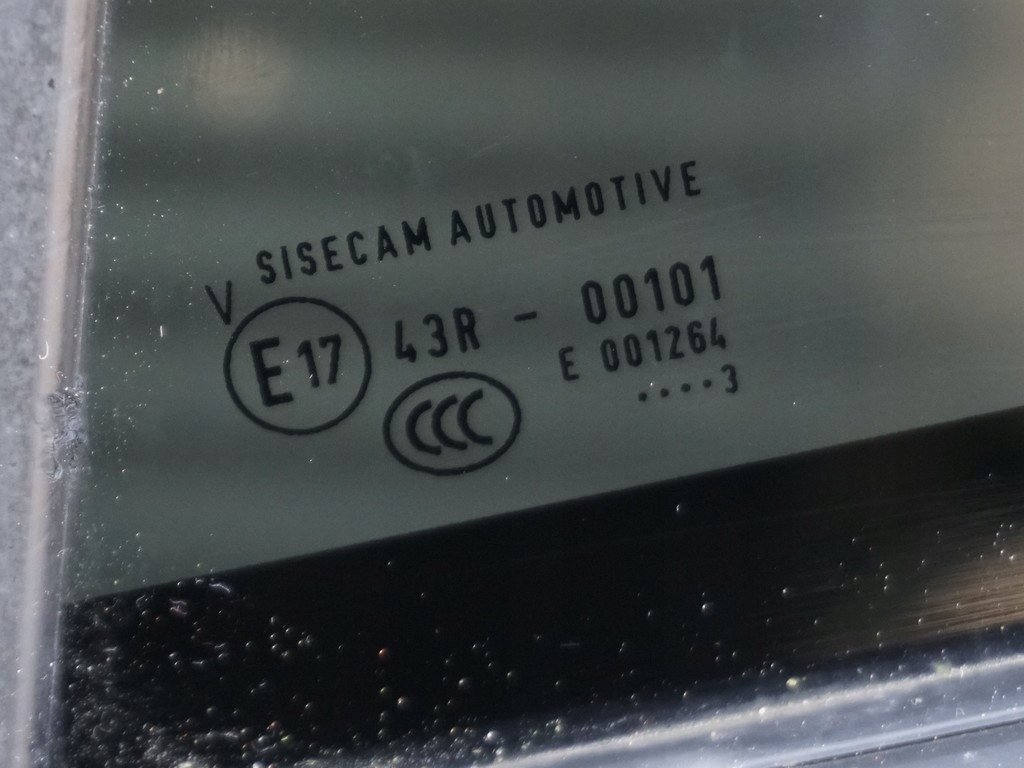 SISECAM AUTOMOTIVE
V
E17 43R - 00101
CCC E 001264
....3